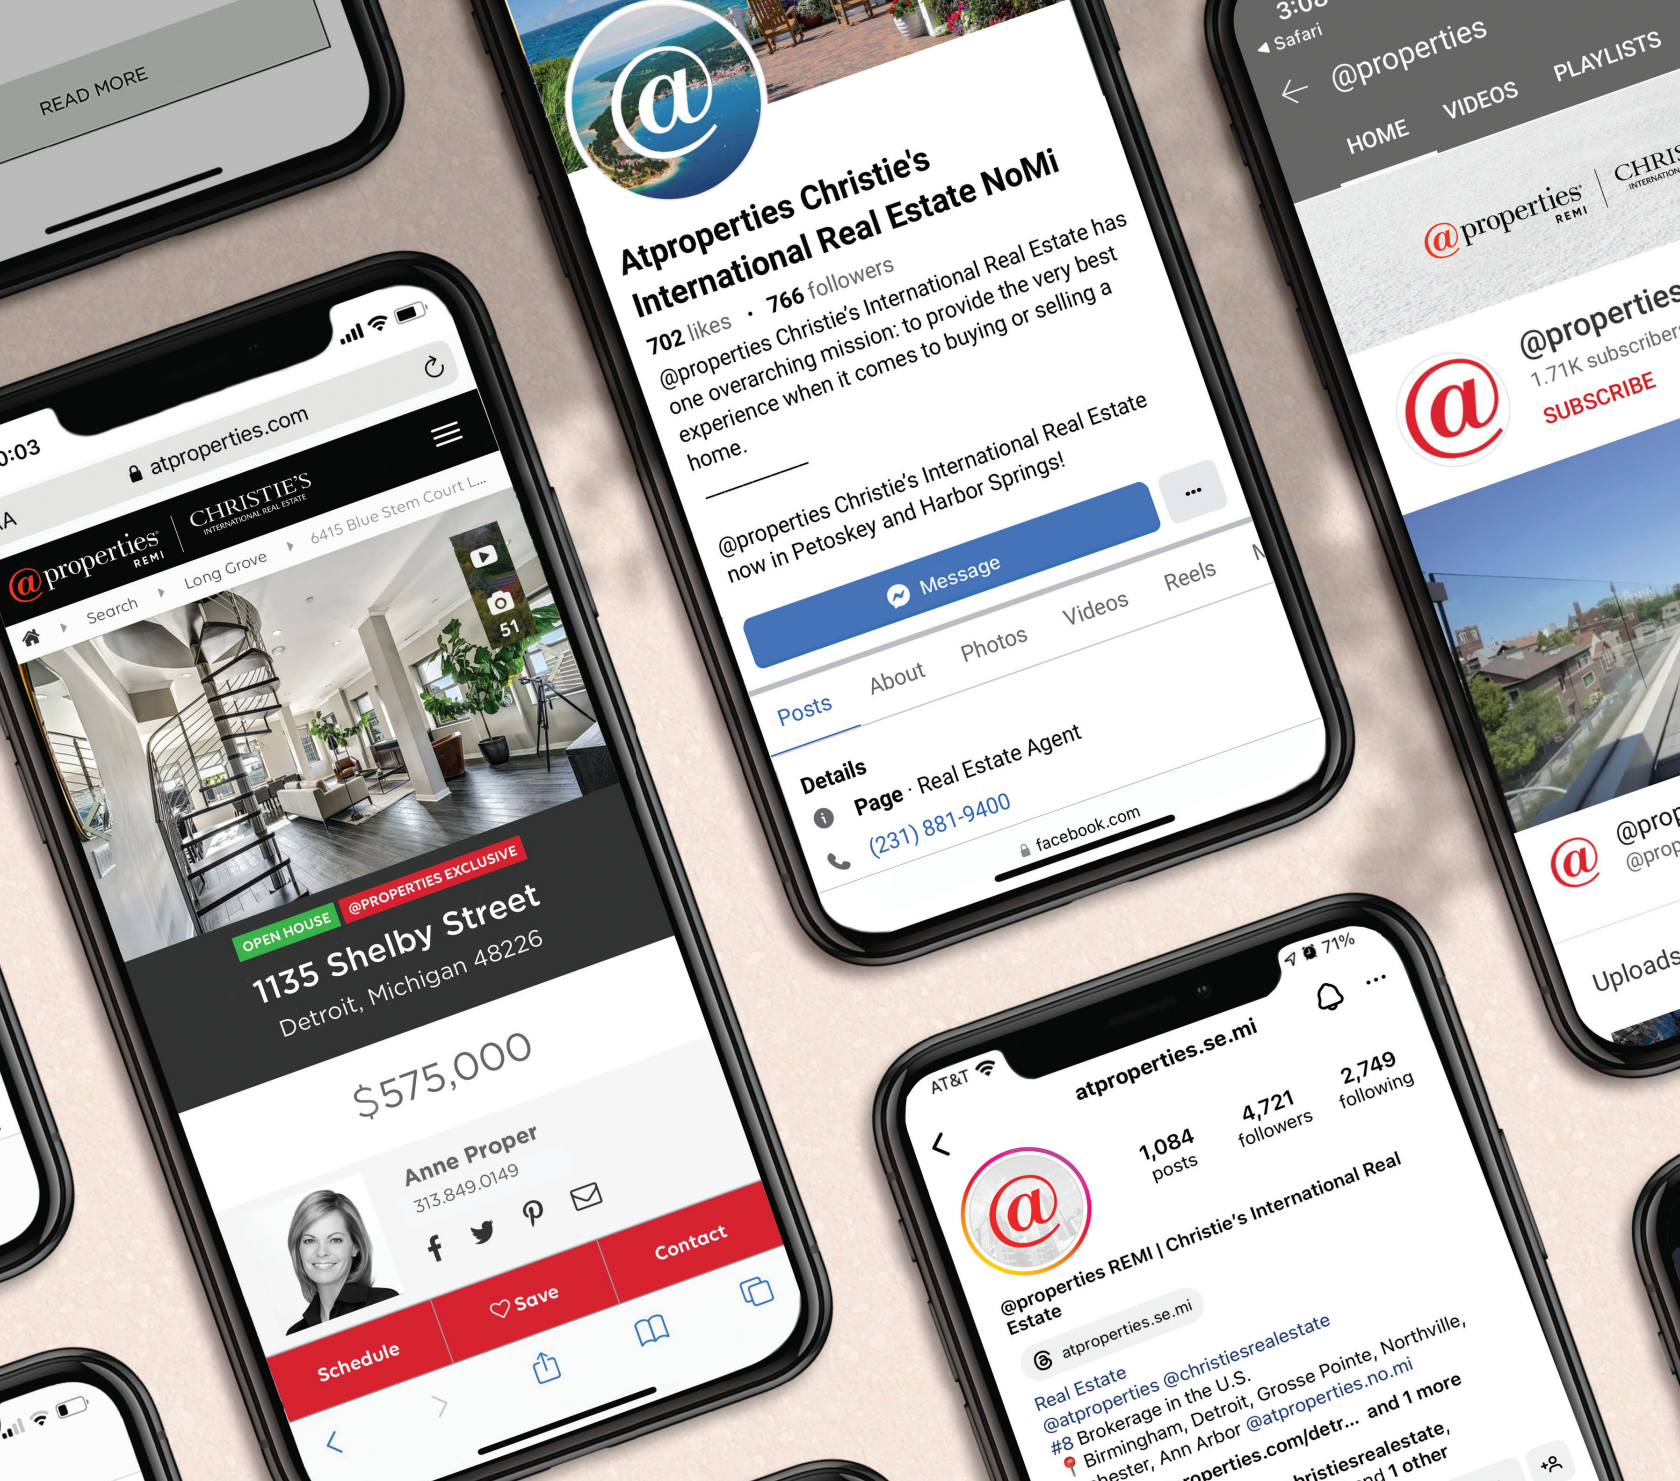 READ MORE
0:03
atproperties.com
@properties
REMI
CHRISTIE'S
INTERNATIONAL REAL ESTATE
Search
Long Grove
6415 Blue Stem Court L...
51
OPEN HOUSE
@PROPERTIES EXCLUSIVE
1135 Shelby Street
Detroit, Michigan 48226
$575,000
Anne Proper
313.849.0149
Schedule
Save
Contact
@
Atproperties Christie's
International Real Estate NoMi
702 likes · 766 followers
@properties Christie's International Real Estate has
one overarching mission: to provide the very best
experience when it comes to buying or selling a
home.
@properties Christie's International Real Estate
now in Petoskey and Harbor Springs!
Message
Posts
About
Photos
Videos
Reels
Details
Page · Real Estate Agent
(231) 881-9400
facebook.com
Safari
@properties
HOME
VIDEOS
PLAYLISTS
@properties
REMI
@
@properties
1.71K subscribers
SUBSCRIBE
@
Uploads
71%
AT&T
atproperties.se.mi
1,084
posts
4,721
followers
2,749
following
@
@properties REMI | Christie's International Real
Estate
atproperties.se.mi
Real Estate
@atproperties @christiesrealestate
#8 Brokerage in the U.S.
Birmingham, Detroit, Grosse Pointe, Northville,
hester, Ann Arbor @atproperties.no.mi
roperties.com/detr... and 1 more
hristiesrealestate,
1 other